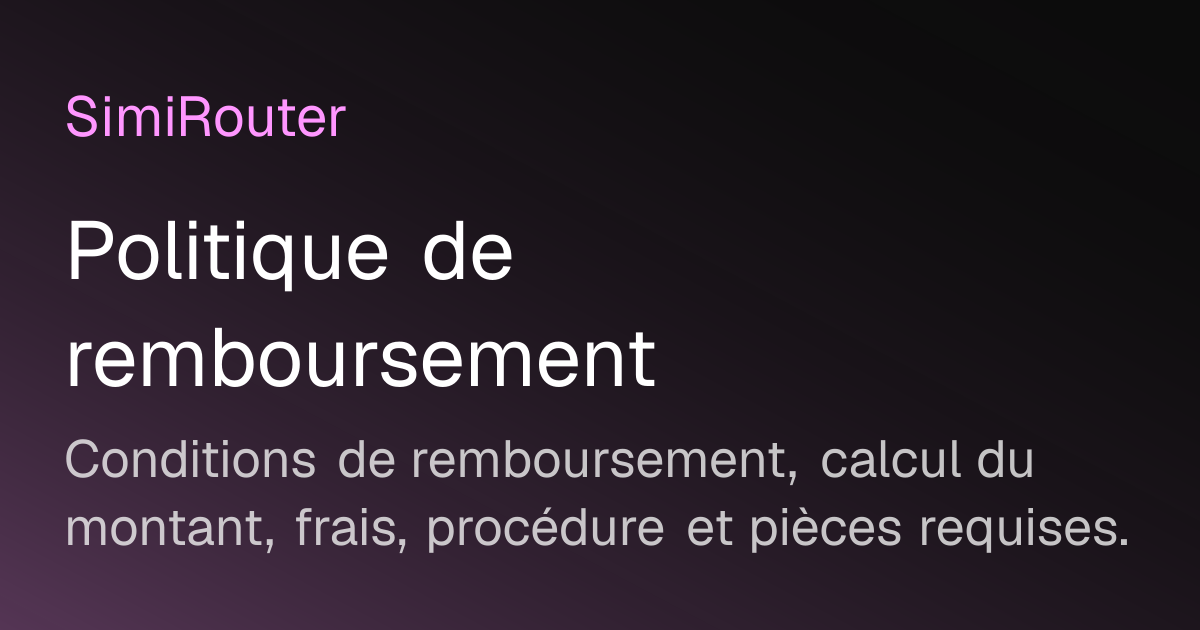 SimiRouter
Politique de
remboursement
Conditions de remboursement, calcul du
montant, frais, procédure et pièces requises.